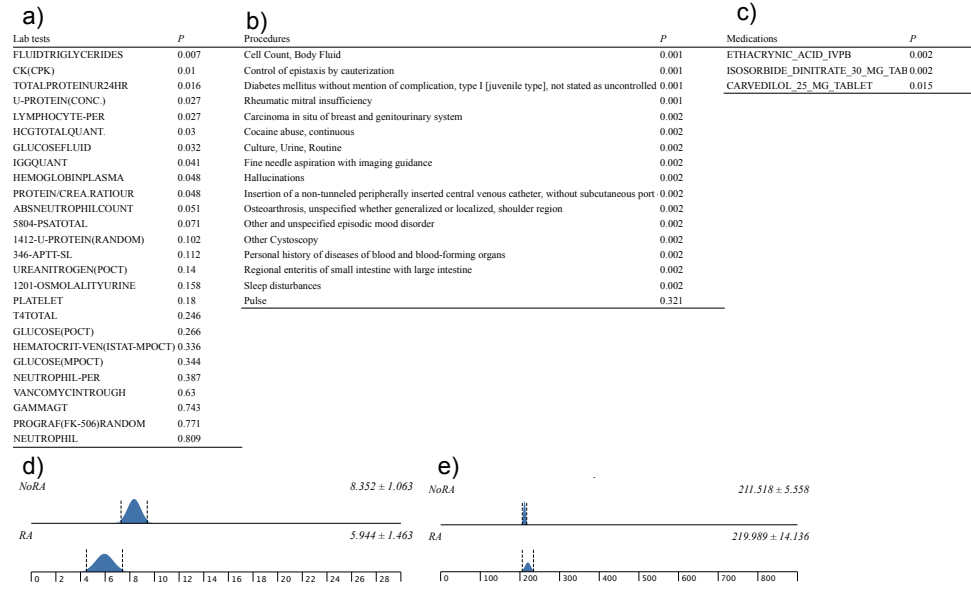 a)
Lab tests P
FLUIDTRIGLYCERIDES 0.007
CK(CPK) 0.01
TOTALPROTEINUR24HR 0.016
U-PROTEIN(CONC.) 0.027
LYMPHOCYTE-PER 0.027
HCGTOTALQUANT. 0.03
GLUCOSEFLUID 0.032
IGGQUANT 0.041
HEMOGLOBINPLASMA 0.048
PROTEIN/CREA.RATIOUR 0.048
ABSNEUTROPHILCOUNT 0.051
5804-PSATOTAL 0.071
1412-U-PROTEIN(RANDOM) 0.102
346-APTT-SL 0.112
UREANITROGEN(POCT) 0.14
1201-OSMOLALITYURINE 0.158
PLATELET 0.18
T4TOTAL 0.246
GLUCOSE(POCT) 0.266
HEMATOCRIT-VEN(ISTAT-MPOCT) 0.336
GLUCOSE(MPOCT) 0.344
NEUTROPHIL-PER 0.387
VANCOMYCINTROUGH 0.63
GAMMAGT 0.743
PROGRAF(FK-506)RANDOM 0.771
NEUTROPHIL 0.809
b)
Procedures P
Cell Count, Body Fluid 0.001
Control of epistaxis by cauterization 0.001
Diabetes mellitus without mention of complication, type I [juvenile type], not stated as uncontrolled 0.001
Rheumatic mitral insufficiency 0.001
Carcinoma in situ of breast and genitourinary system 0.002
Cocaine abuse, continuous 0.002
Culture, Urine, Routine 0.002
Fine needle aspiration with imaging guidance 0.002
Hallucinations 0.002
Insertion of a non-tunneled peripherally inserted central venous catheter, without subcutaneous port 0.002
Osteoarthrosis, unspecified whether generalized or localized, shoulder region 0.002
Other and unspecified episodic mood disorder 0.002
Other Cystoscopy 0.002
Personal history of diseases of blood and blood-forming organs 0.002
Regional enteritis of small intestine with large intestine 0.002
Sleep disturbances 0.002
Pulse 0.321
c)
Medications P
ETHACRYNIC_ACID_IVPB 0.002
ISOSORBIDE_DINITRATE_30_MG_TAB 0.002
CARVEDILOL_25_MG_TABLET 0.015
d)
NoRA 8.352 ± 1.063
RA 5.944 ± 1.463
0 2 4 6 8 10 12 14 16 18 20 22 24 26 28
e)
NoRA 211.518 ± 5.558
RA 219.989 ± 14.136
0 100 200 300 400 500 600 700 800